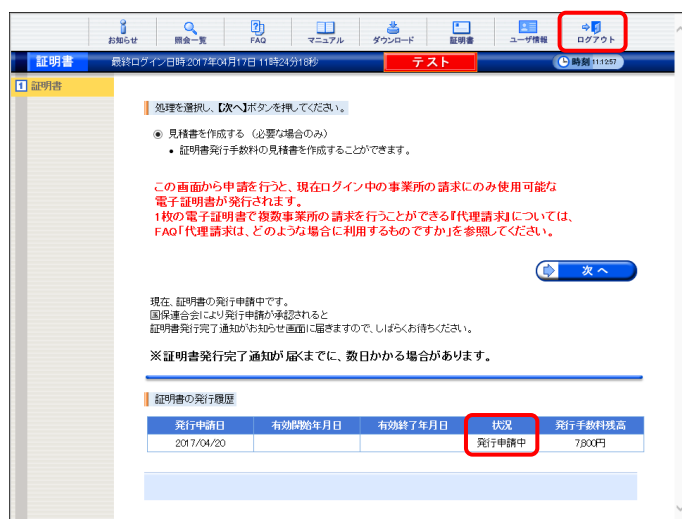 お知らせ 照会一覧 FAQ マニュアル ダウンロード 証明書 ユーザ情報 ログアウト
証明書 最終ログイン日時:2017年04月17日 11時24分18秒 テスト 時刻 11:12:57
1 証明書
処理を選択し、【次へ】ボタンを押してください。
見積書を作成する （必要な場合のみ）
• 証明書発行手数料の見積書を作成することができます。
この画面から申請を行うと、現在ログイン中の事業所の請求にのみ使用可能な
電子証明書が発行されます。
1枚の電子証明書で複数事業所の請求を行うことができる『代理請求』については、
FAQ「代理請求は、どのような場合に利用するものですか」を参照してください。
次 へ
現在、証明書の発行申請中です。
国保連合会により発行申請が承認されると
証明書発行完了通知がお知らせ画面に届きますので、しばらくお待ちください。
※証明書発行完了通知が届くまでに、数日かかる場合があります。
証明書の発行履歴
発行申請日 有効開始年月日 有効終了年月日 状況 発行手数料残高
2017/04/20 発行申請中 7,800円